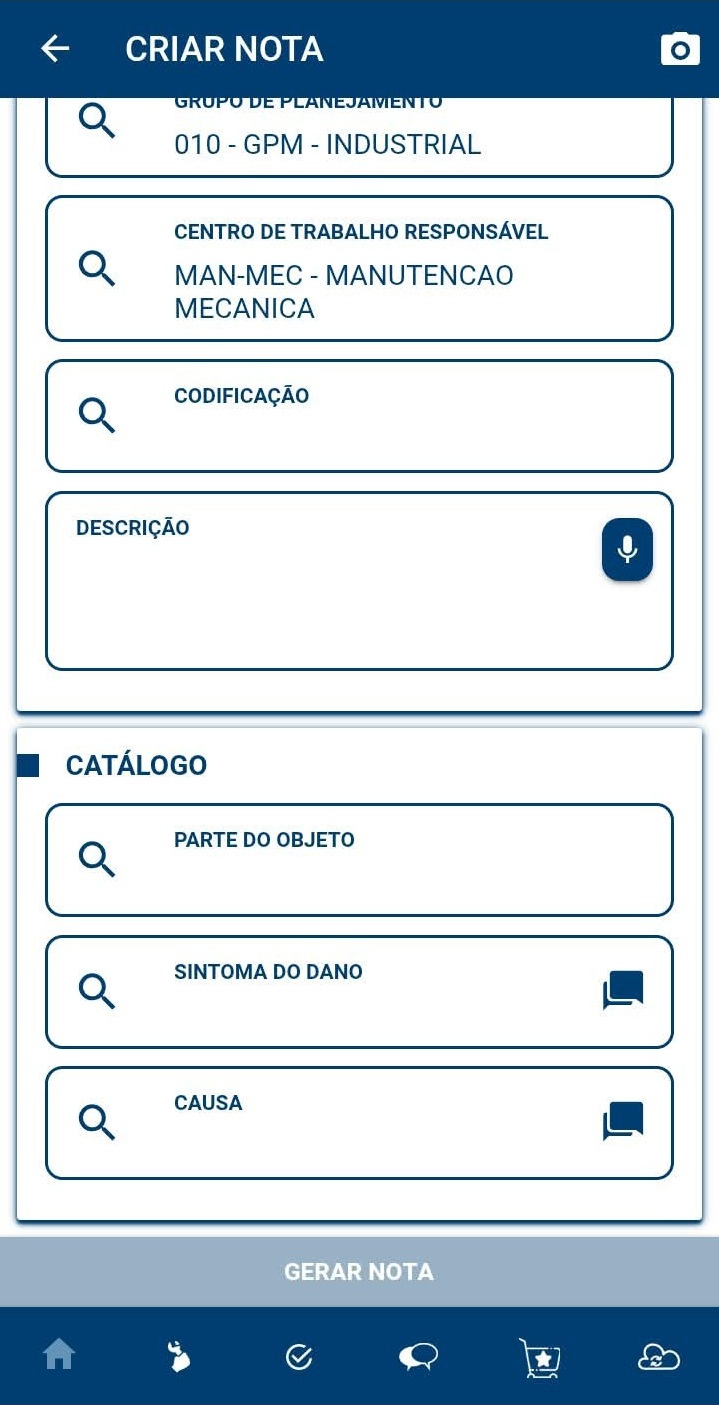 CRIAR NOTA
GRUPO DE PLANEJAMENTO
010 - GPM - INDUSTRIAL
CENTRO DE TRABALHO RESPONSÁVEL
MAN-MEC - MANUTENCAO
MECANICA
CODIFICAÇÃO
DESCRIÇÃO
CATÁLOGO
PARTE DO OBJETO
SINTOMA DO DANO
CAUSA
GERAR NOTA